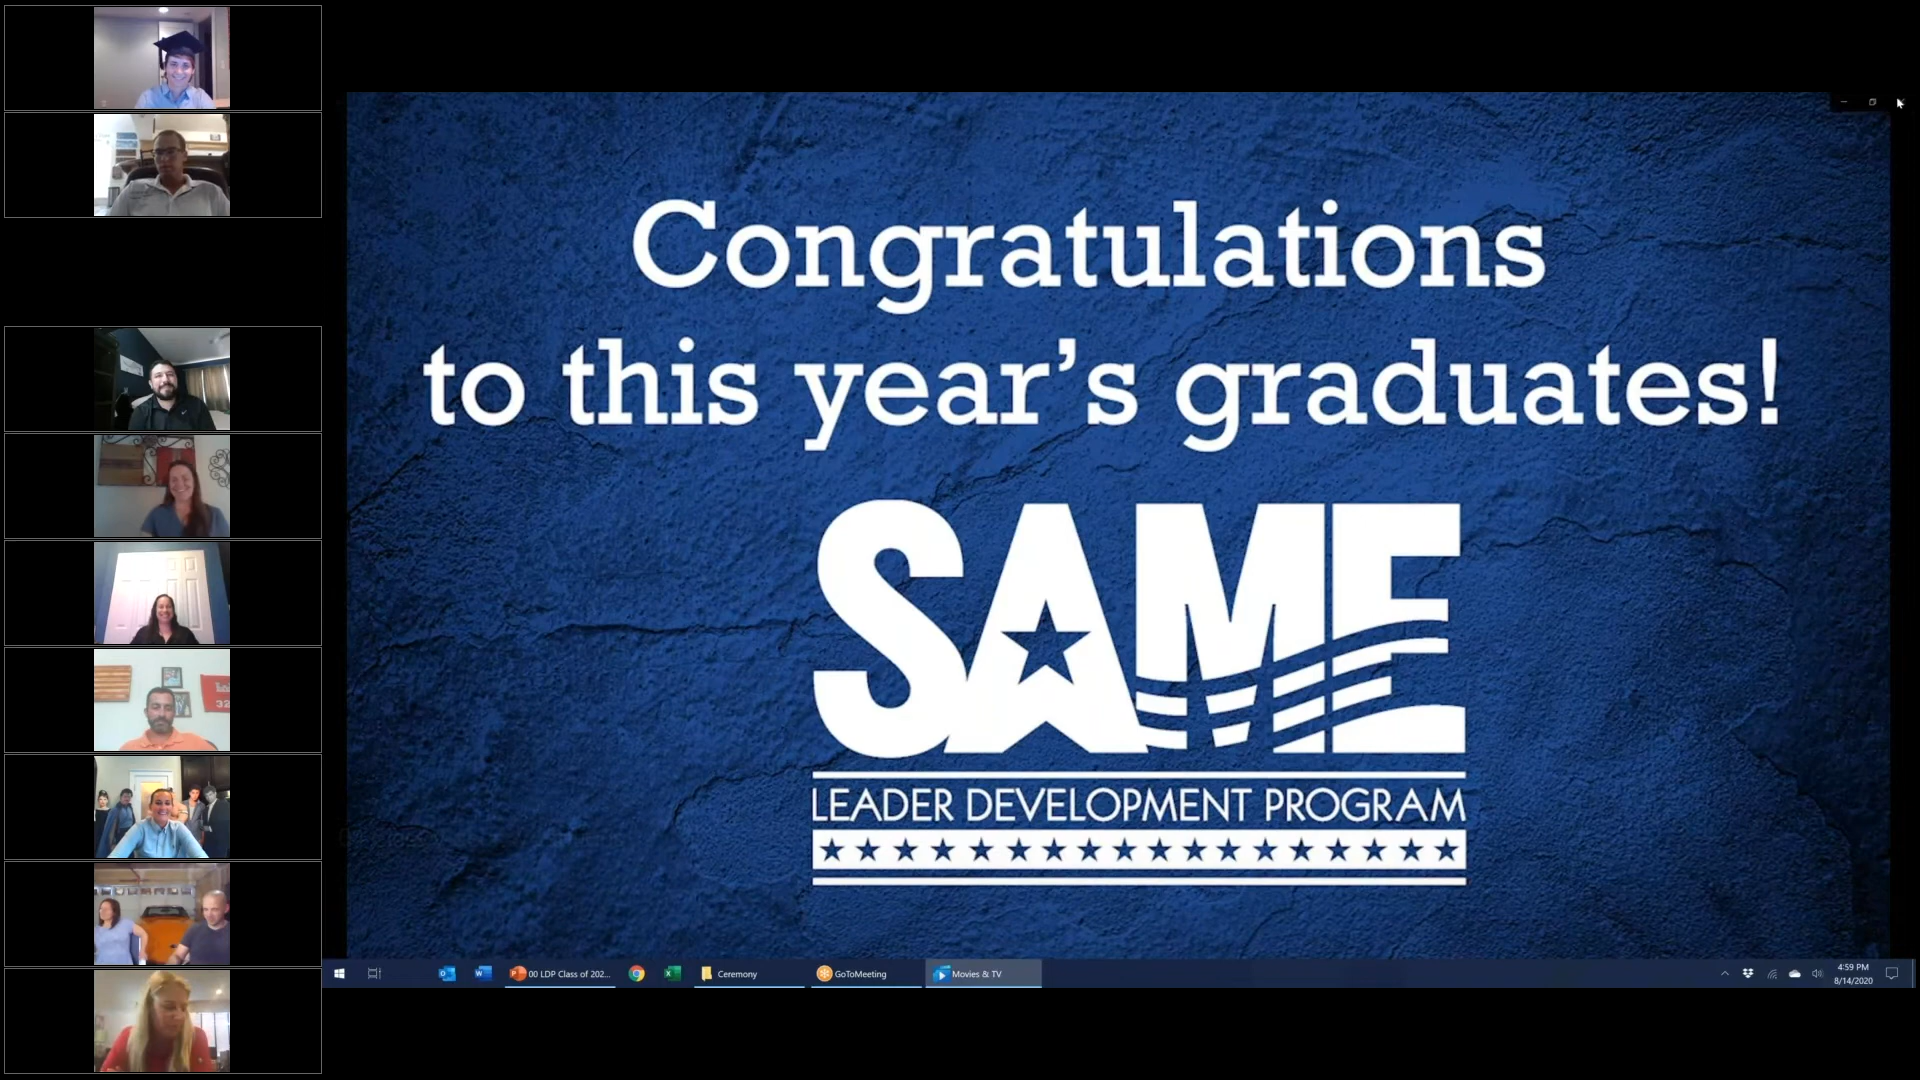 Congratulations
to this year's graduates!
SAME
LEADER DEVELOPMENT PROGRAM
00 LDP Class of 202...
Ceremony
GoToMeeting
Movies & TV
4:59 PM
8/14/2020
32